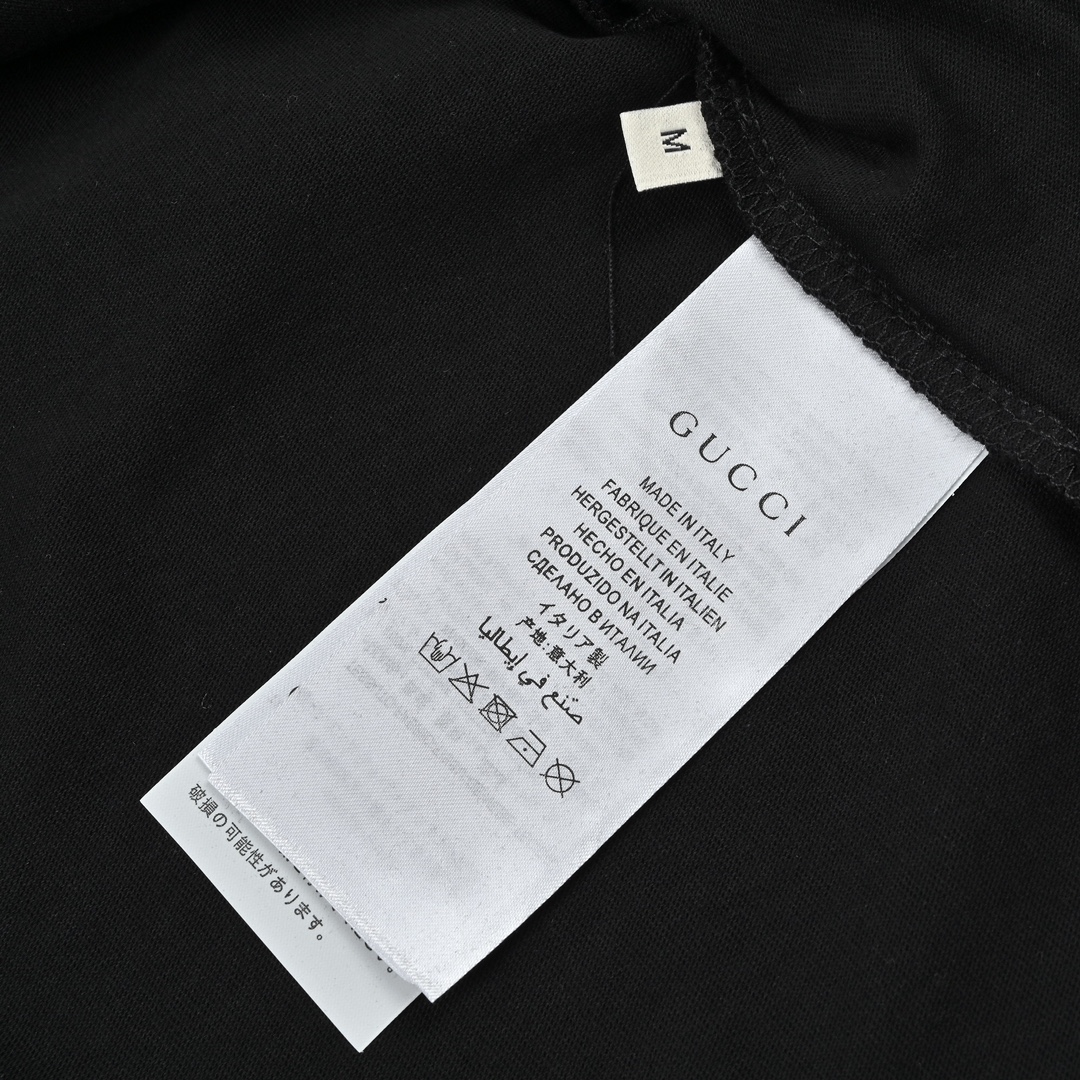 M
GUCCI
MADE IN ITALY
FABRIQUE EN ITALIE
HERGESTELLT IN ITALIEN
HECHO EN ITALIA
PRODUZIDO NA ITALIA
СДЕЛАНО В ИТАЛИИ
イタリア製
产地:意大利
صنع في إيطاليا
破損の可能性があります。